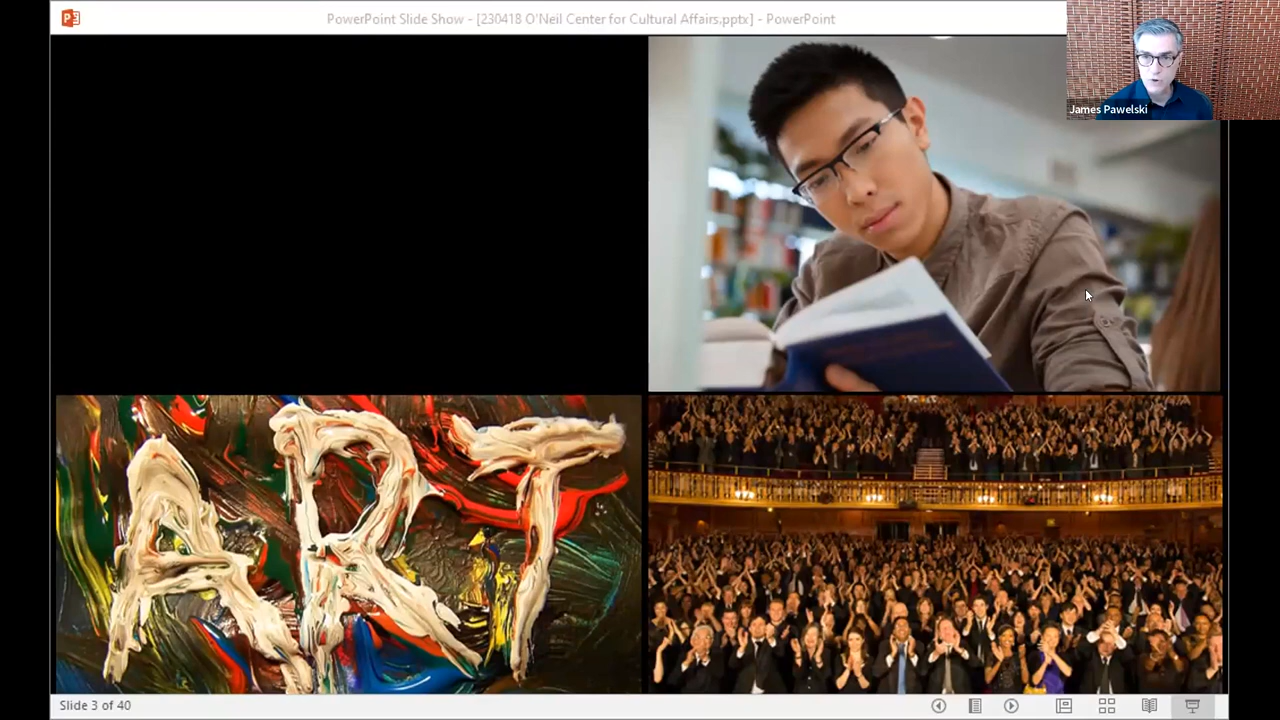 PowerPoint Slide Show - [230418 O'Neil Center for Cultural Affairs.pptx] - PowerPoint
James Pawelski
ART
Slide 3 of 40